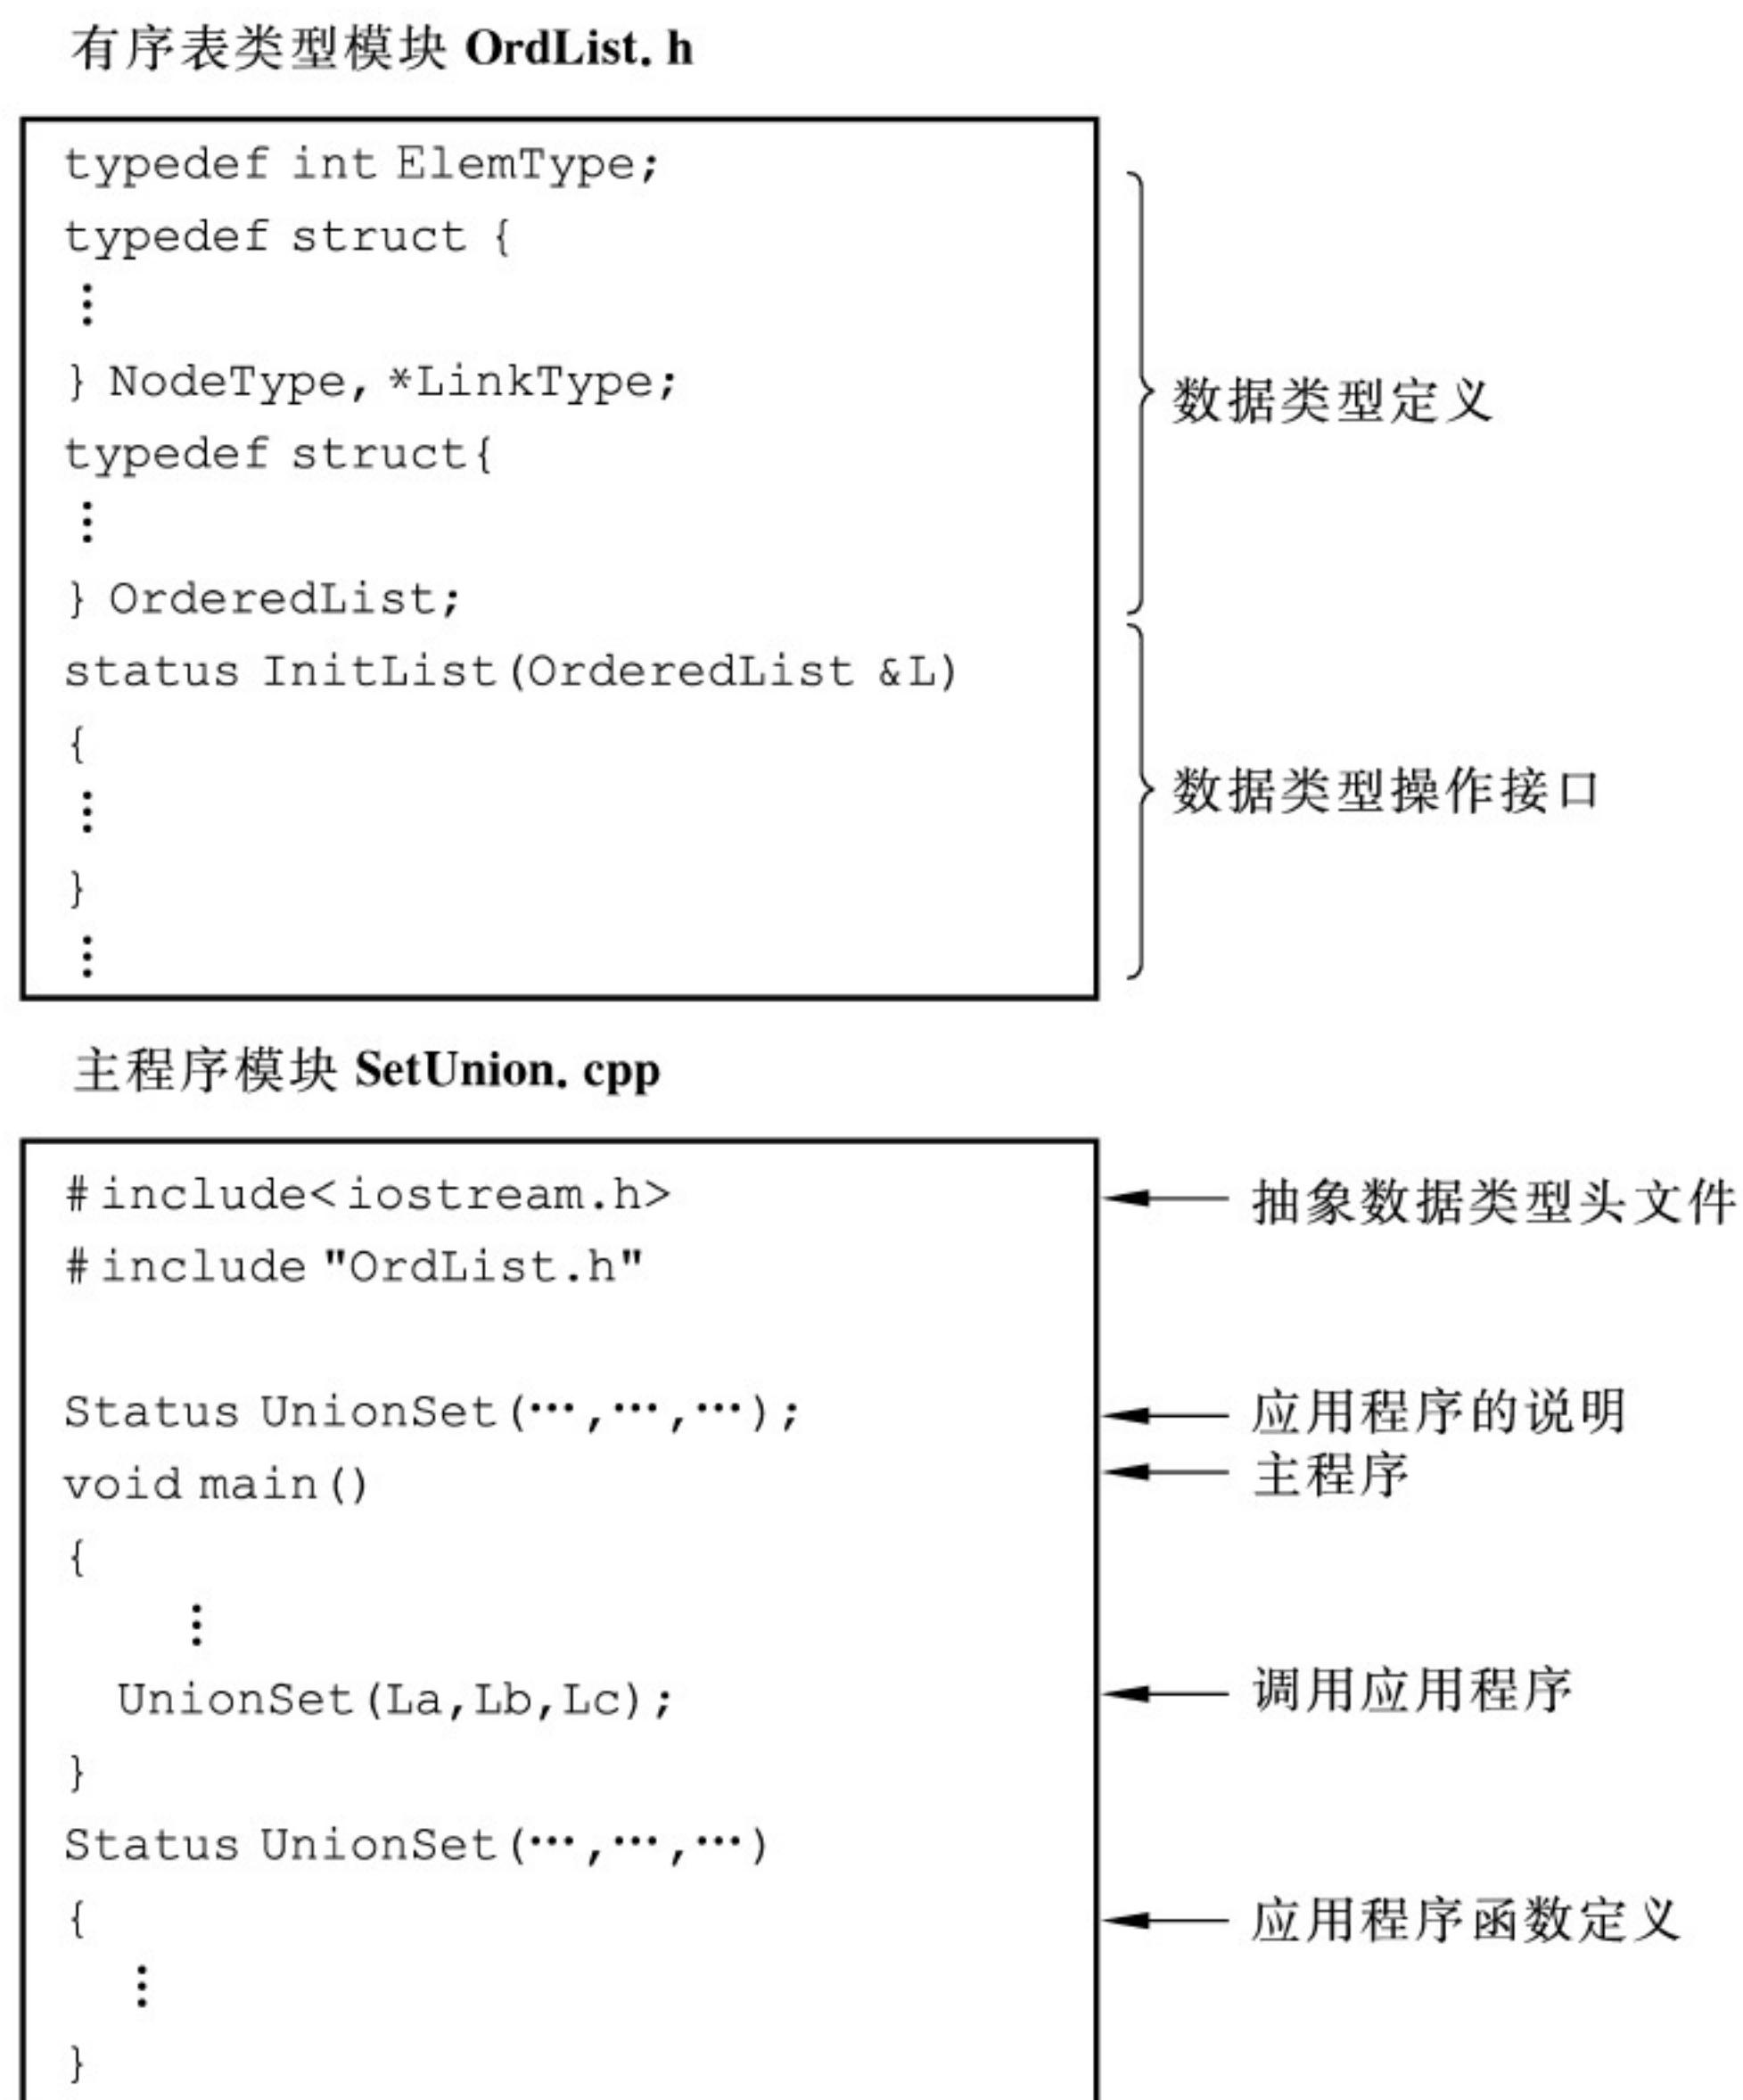 有序表类型模块 OrdList. h
typedef int ElemType;
typedef struct {
⋮
} NodeType, *LinkType;
typedef struct{
⋮
} OrderedList;
数据类型定义
status InitList(OrderedList &L)
{
⋮
}
⋮
数据类型操作接口
主程序模块 SetUnion. cpp
#include<iostream.h>
抽象数据类型头文件
#include "OrdList.h"
Status UnionSet(…,…,…);
应用程序的说明
void main()
主程序
{
⋮
UnionSet(La,Lb,Lc);
调用应用程序
}
Status UnionSet(…,…,…)
{
应用程序函数定义
⋮
}